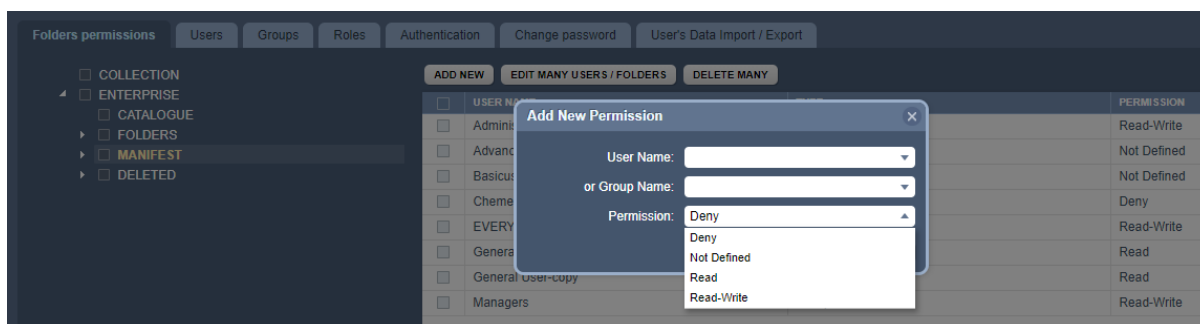 Folders permissions Users Groups Roles Authentication Change password User's Data Import / Export
COLLECTION
ENTERPRISE
CATALOGUE
FOLDERS
MANIFEST
DELETED
ADD NEW EDIT MANY USERS / FOLDERS DELETE MANY
USER PERMISSION
Read-Write
Not Defined
Not Defined
Deny
EVERY Read-Write
Read
General User-copy Read
Managers Read-Write
Add New Permission
User Name:
or Group Name:
Permission: Deny
Deny
Not Defined
Read
Read-Write